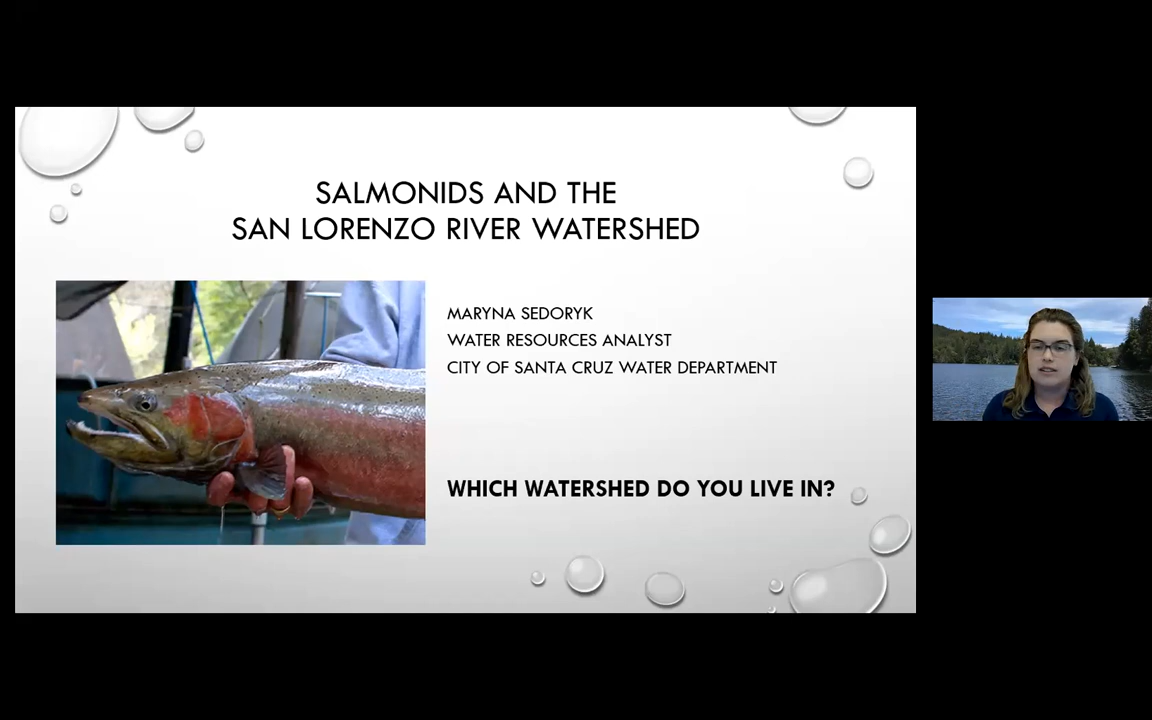 SALMONIDS AND THE
SAN LORENZO RIVER WATERSHED
MARYNA SEDORYK
WATER RESOURCES ANALYST
CITY OF SANTA CRUZ WATER DEPARTMENT
WHICH WATERSHED DO YOU LIVE IN?